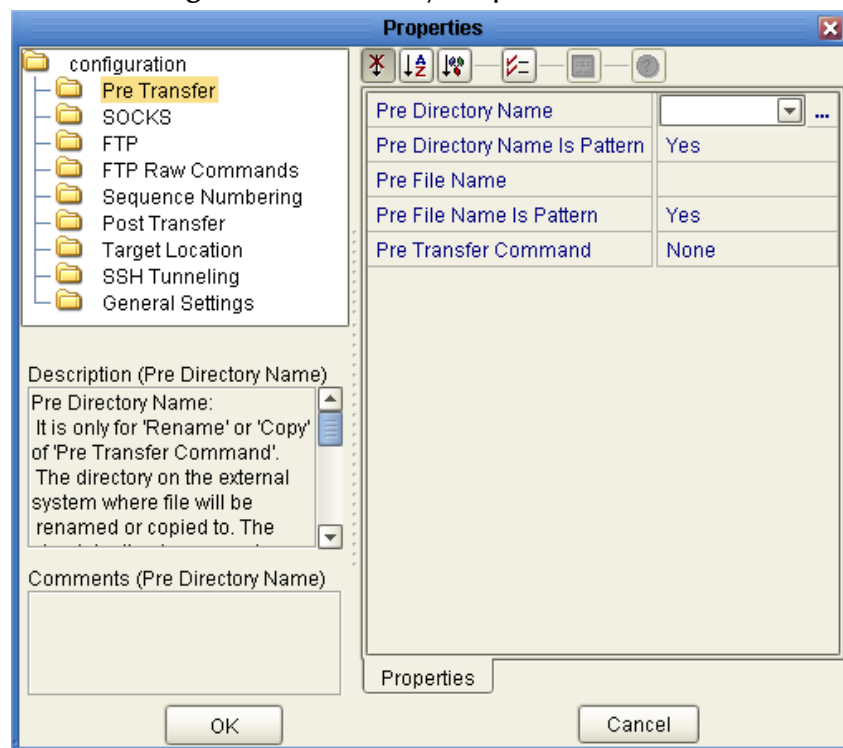 Properties
configuration
Pre Transfer
SOCKS
FTP
FTP Raw Commands
Sequence Numbering
Post Transfer
Target Location
SSH Tunneling
General Settings
Description (Pre Directory Name)
Pre Directory Name:
It is only for 'Rename' or 'Copy'
of 'Pre Transfer Command'.
The directory on the external
system where file will be
renamed or copied to. The
Comments (Pre Directory Name)
Pre Directory Name ...
Pre Directory Name Is Pattern Yes
Pre File Name
Pre File Name Is Pattern Yes
Pre Transfer Command None
Properties
OK
Cancel